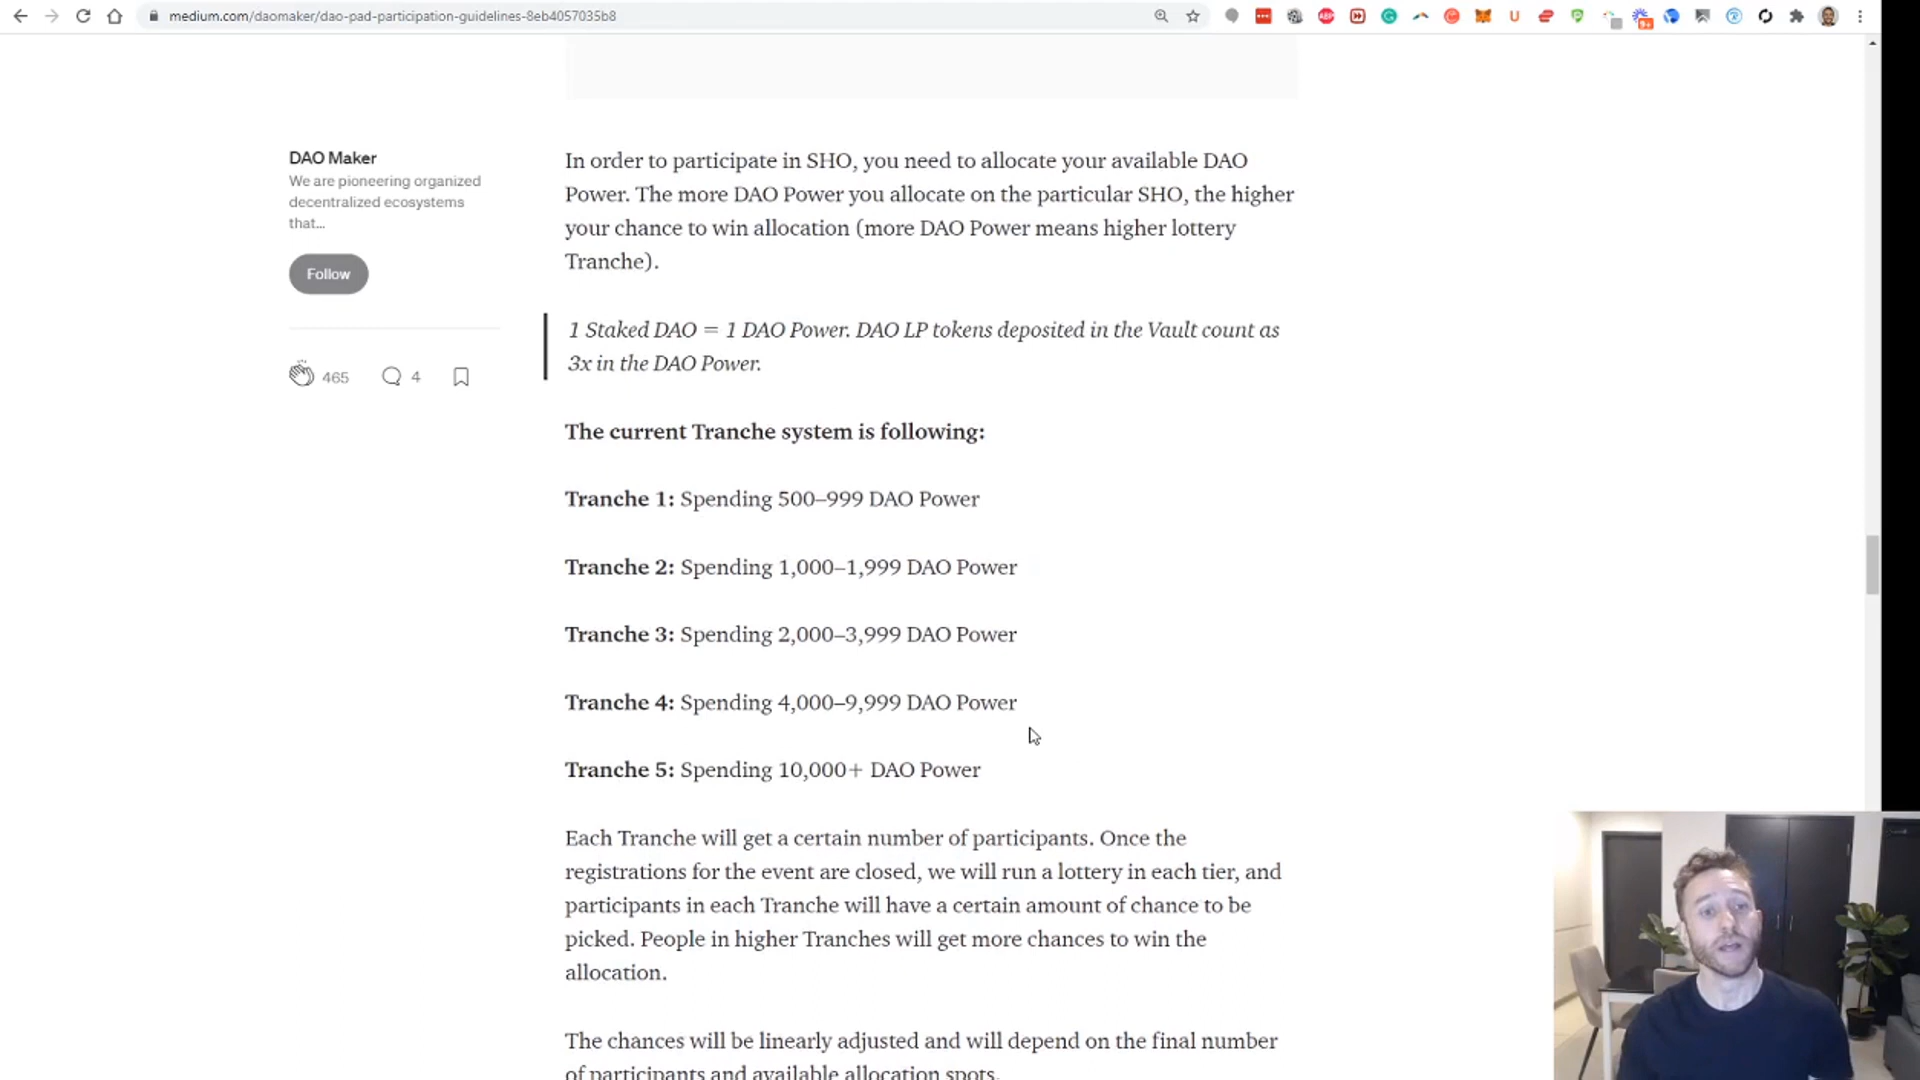 medium.com/daomaker/dao-pad-participation-guidelines-8eb4057035b8
ABP
U
9+
DAO Maker
We are pioneering organized
decentralized ecosystems
that...
Follow
465
4
In order to participate in SHO, you need to allocate your available DAO
Power. The more DAO Power you allocate on the particular SHO, the higher
your chance to win allocation (more DAO Power means higher lottery
Tranche).
1 Staked DAO = 1 DAO Power. DAO LP tokens deposited in the Vault count as
3x in the DAO Power.
The current Tranche system is following:
Tranche 1: Spending 500–999 DAO Power
Tranche 2: Spending 1,000–1,999 DAO Power
Tranche 3: Spending 2,000–3,999 DAO Power
Tranche 4: Spending 4,000–9,999 DAO Power
Tranche 5: Spending 10,000+ DAO Power
Each Tranche will get a certain number of participants. Once the
registrations for the event are closed, we will run a lottery in each tier, and
participants in each Tranche will have a certain amount of chance to be
picked. People in higher Tranches will get more chances to win the
allocation.
The chances will be linearly adjusted and will depend on the final number
of participants and available allocation spots.